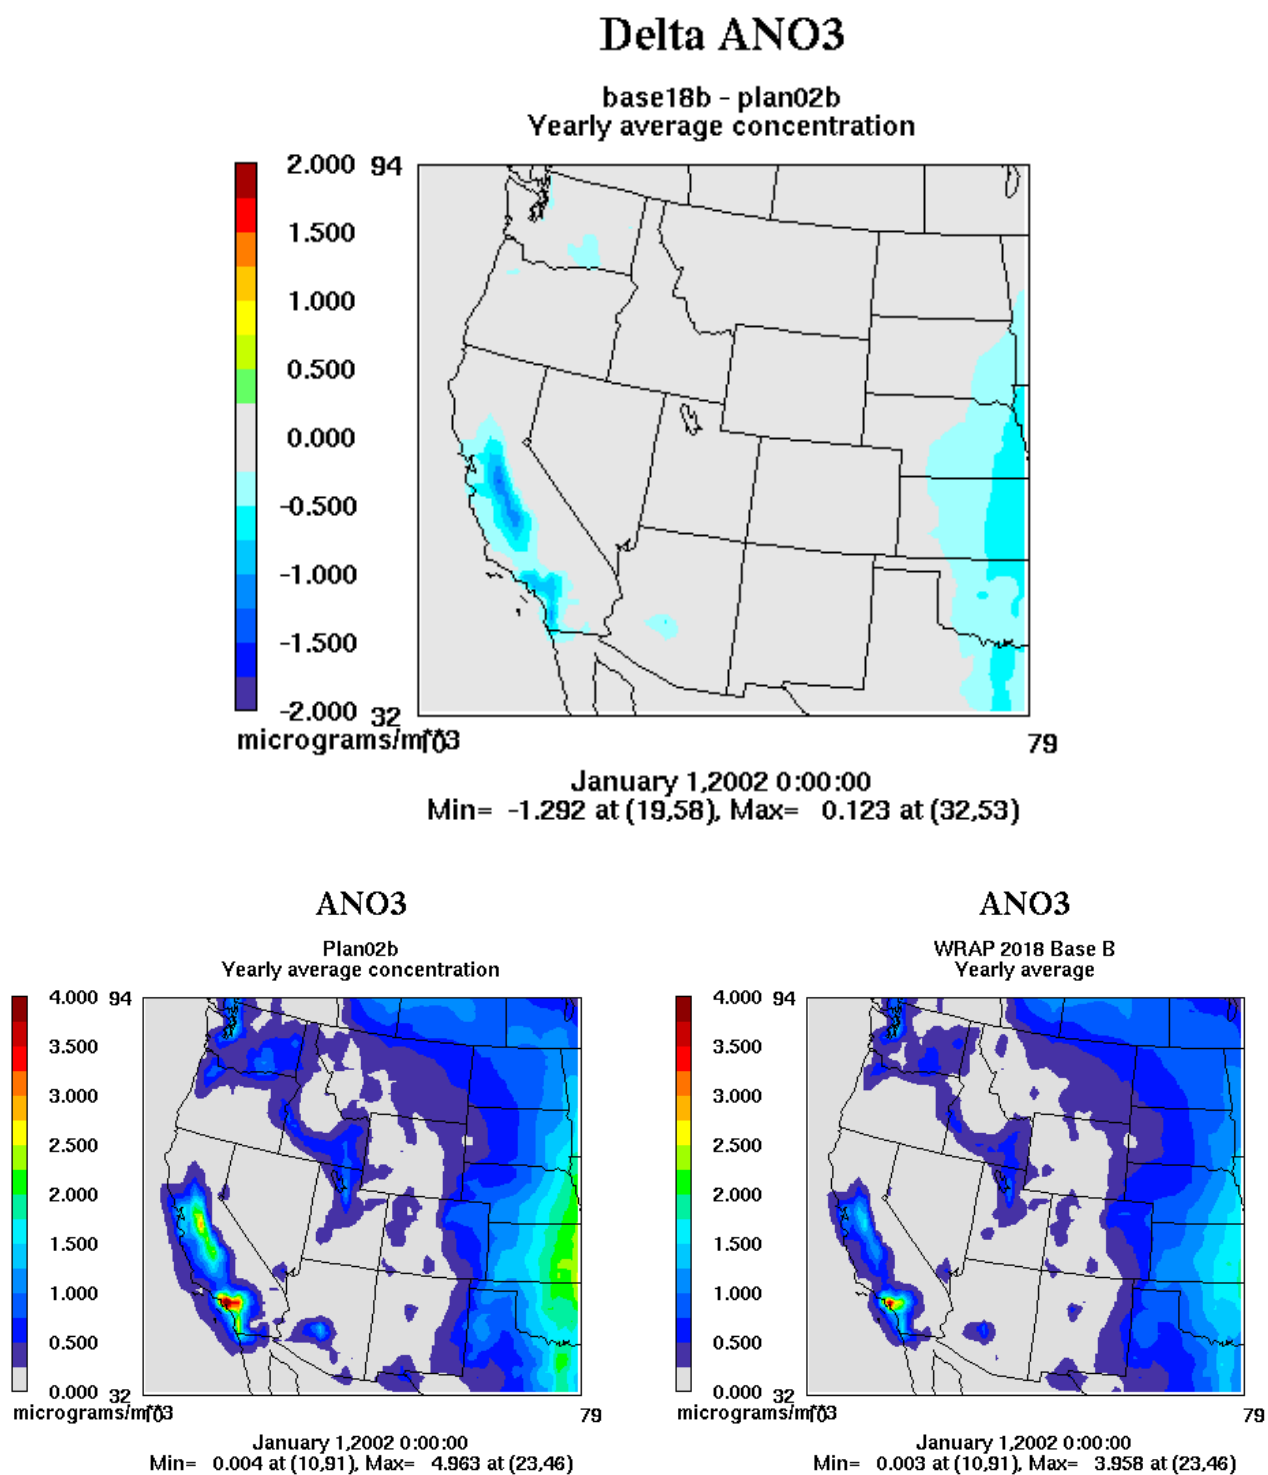 Delta ANO3
base18b - plan02b
Yearly average concentration
2.000 94
1.500
1.000
0.500
0.000
-0.500
-1.000
-1.500
-2.000 32
micrograms/m**3
79
January 1,2002 0:00:00
Min= -1.292 at (19,58), Max= 0.123 at (32,53)
ANO3
Plan02b
Yearly average concentration
4.000 94
3.500
3.000
2.500
2.000
1.500
1.000
0.500
0.000 32
micrograms/m**3
79
January 1,2002 0:00:00
Min= 0.004 at (10,91), Max= 4.963 at (23,46)
ANO3
WRAP 2018 Base B
Yearly average
4.000 94
3.500
3.000
2.500
2.000
1.500
1.000
0.500
0.000 32
micrograms/m**3
79
January 1,2002 0:00:00
Min= 0.003 at (10,91), Max= 3.958 at (23,46)